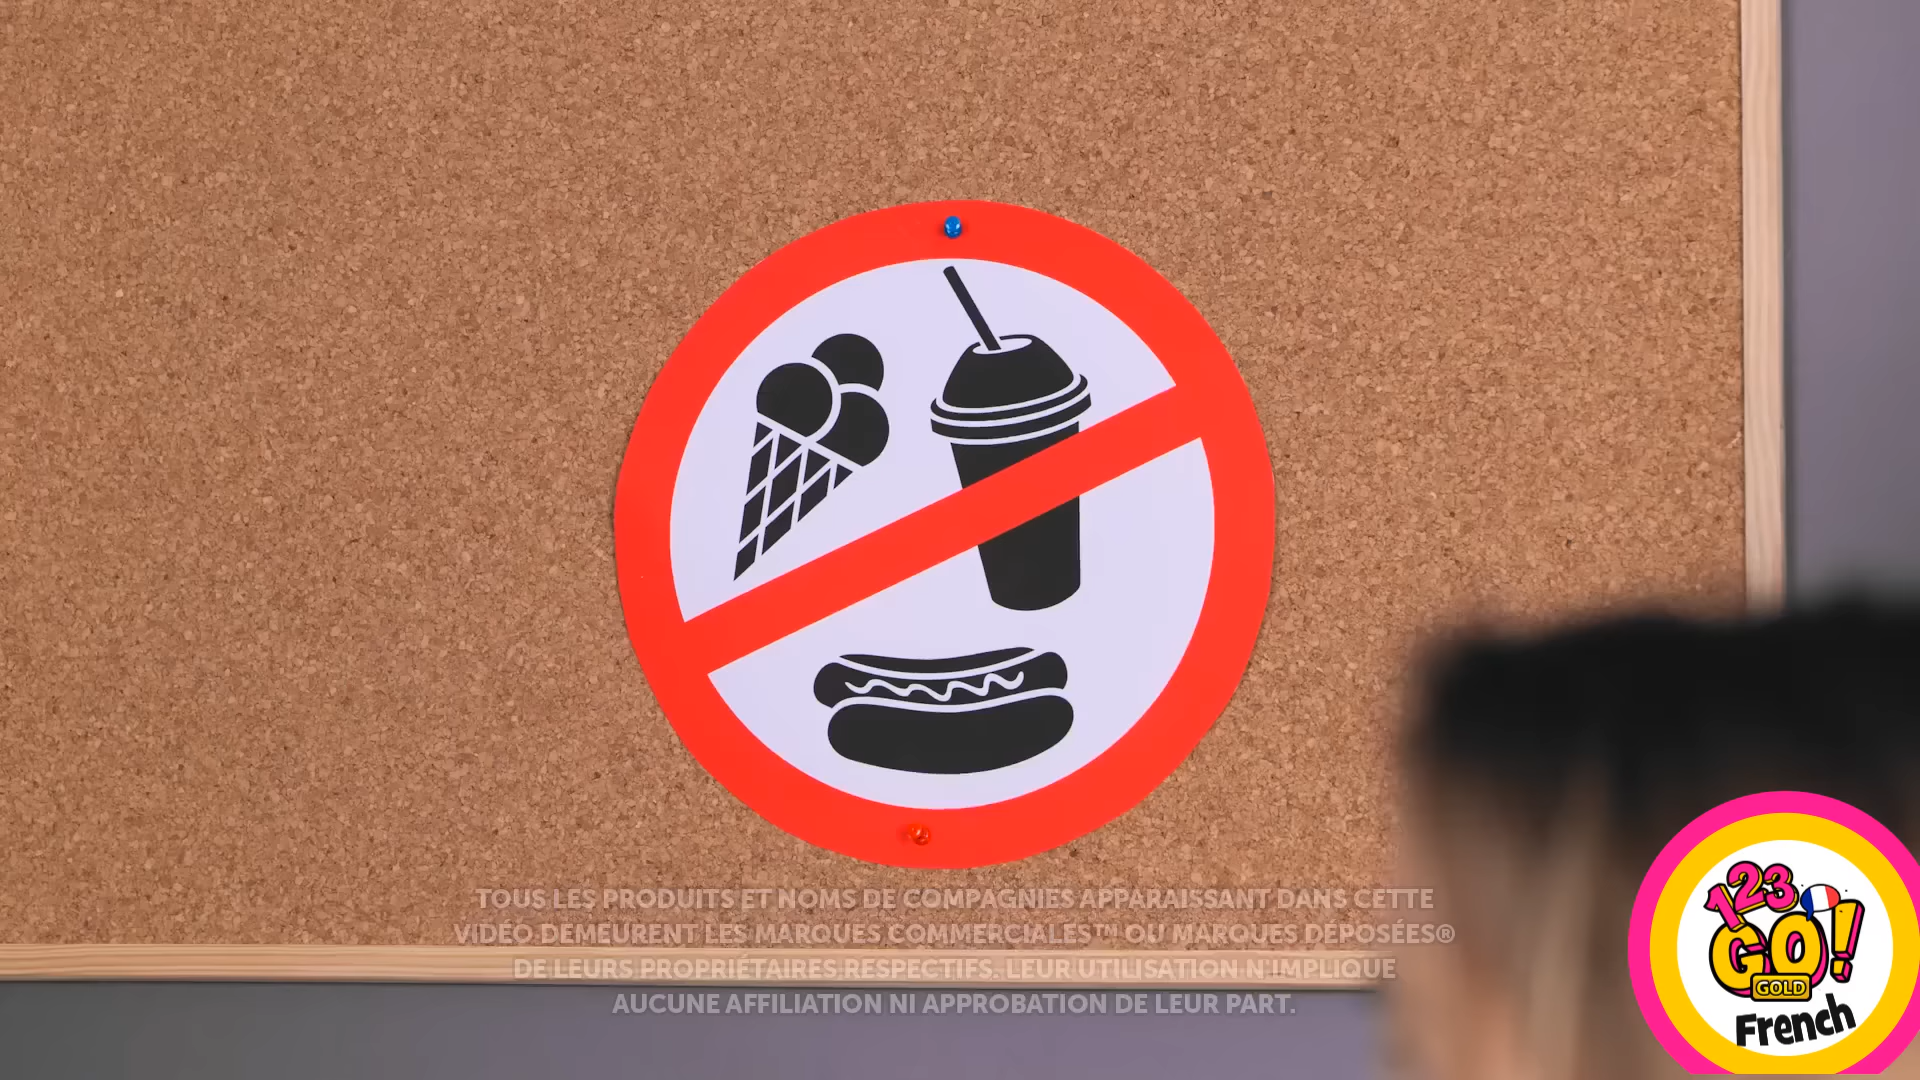 TOUS LES PRODUITS ET NOMS DE COMPAGNIES APPARAISSANT DANS CETTE
VIDÉO DEMEURENT LES MARQUES COMMERCIALES™ OU MARQUES DÉPOSÉES®
DE LEURS PROPRIÉTAIRES RESPECTIFS. LEUR UTILISATION N IMPLIQUE
AUCUNE AFFILIATION NI APPROBATION DE LEUR PART.
123
GO!
GOLD
French